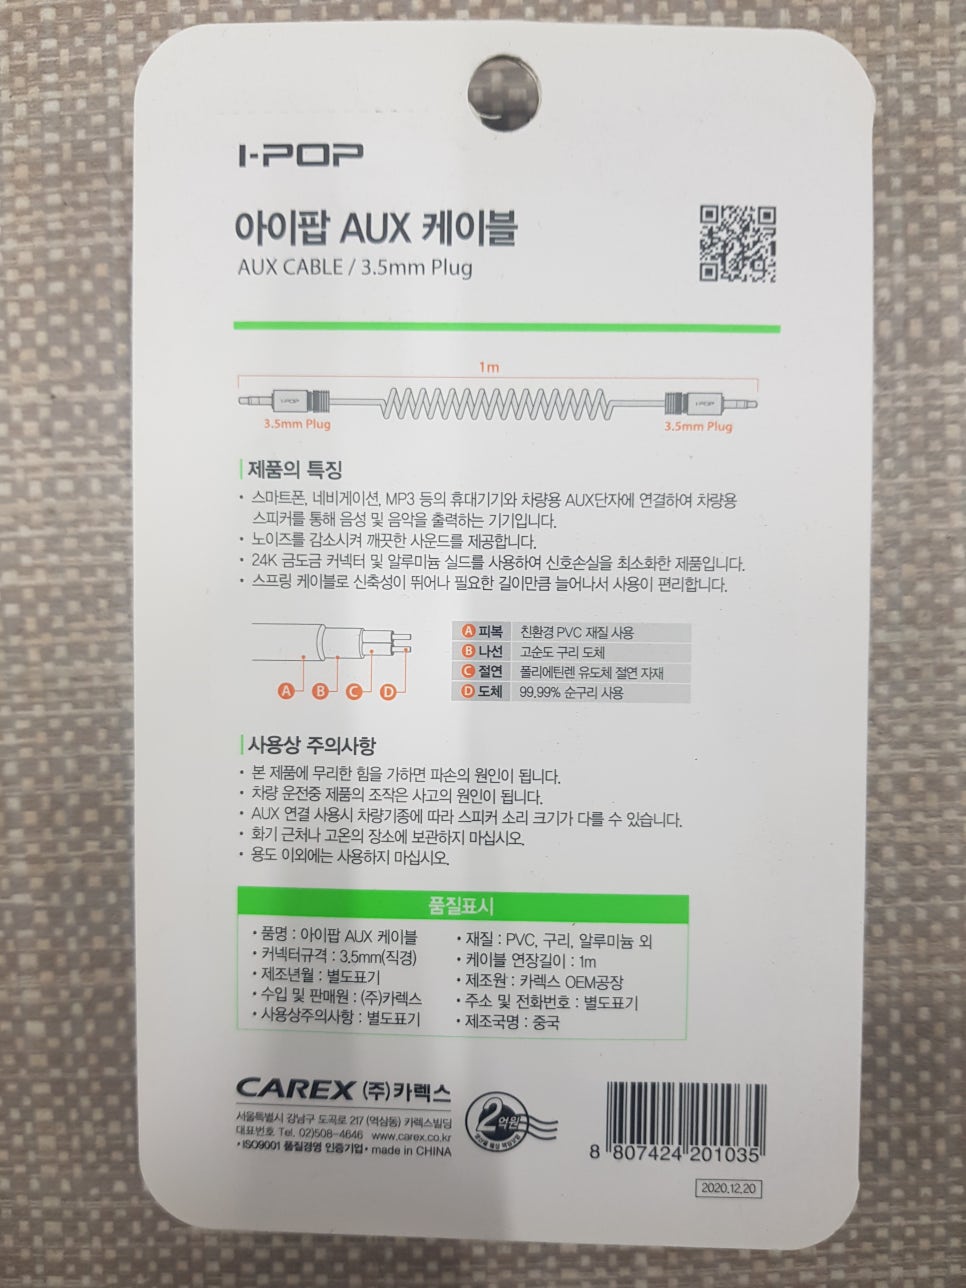 I-POP
아이팝 AUX 케이블
AUX CABLE / 3.5mm Plug
1m
I-POP
I-POP
3.5mm Plug
3.5mm Plug
제품의 특징
• 스마트폰, 네비게이션, MP3 등의 휴대기기와 차량용 AUX단자에 연결하여 차량용
스피커를 통해 음성 및 음악을 출력하는 기기입니다.
• 노이즈를 감소시켜 깨끗한 사운드를 제공합니다.
• 24K 금도금 커넥터 및 알루미늄 실드를 사용하여 신호손실을 최소화한 제품입니다.
• 스프링 케이블로 신축성이 뛰어나 필요한 길이만큼 늘어나서 사용이 편리합니다.
A B C D
A 피복 친환경 PVC 재질 사용
B 나선 고순도 구리 도체
C 절연 폴리에틴렌 유도체 절연 자재
D 도체 99.99% 순구리 사용
사용상 주의사항
• 본 제품에 무리한 힘을 가하면 파손의 원인이 됩니다.
• 차량 운전중 제품의 조작은 사고의 원인이 됩니다.
• AUX 연결 사용시 차량기종에 따라 스피커 소리 크기가 다를 수 있습니다.
• 화기 근처나 고온의 장소에 보관하지 마십시오.
• 용도 이외에는 사용하지 마십시오.
품질표시
• 품명 : 아이팝 AUX 케이블
• 커넥터규격 : 3.5mm(직경)
• 제조년월 : 별도표기
• 수입 및 판매원 : (주)카렉스
• 사용상주의사항 : 별도표기
• 재질 : PVC, 구리, 알루미늄 외
• 케이블 연장길이 : 1m
• 제조원 : 카렉스 OEM공장
• 주소 및 전화번호 : 별도표기
• 제조국명 : 중국
CAREX (주)카렉스
서울특별시 강남구 도곡로 217 (역삼동) 카렉스빌딩
대표번호 Tel. 02)508-4646 www.carex.co.kr
• ISO9001 품질경영 인증기업 • made in CHINA
2억원
8 807424 201035
2020.12.20